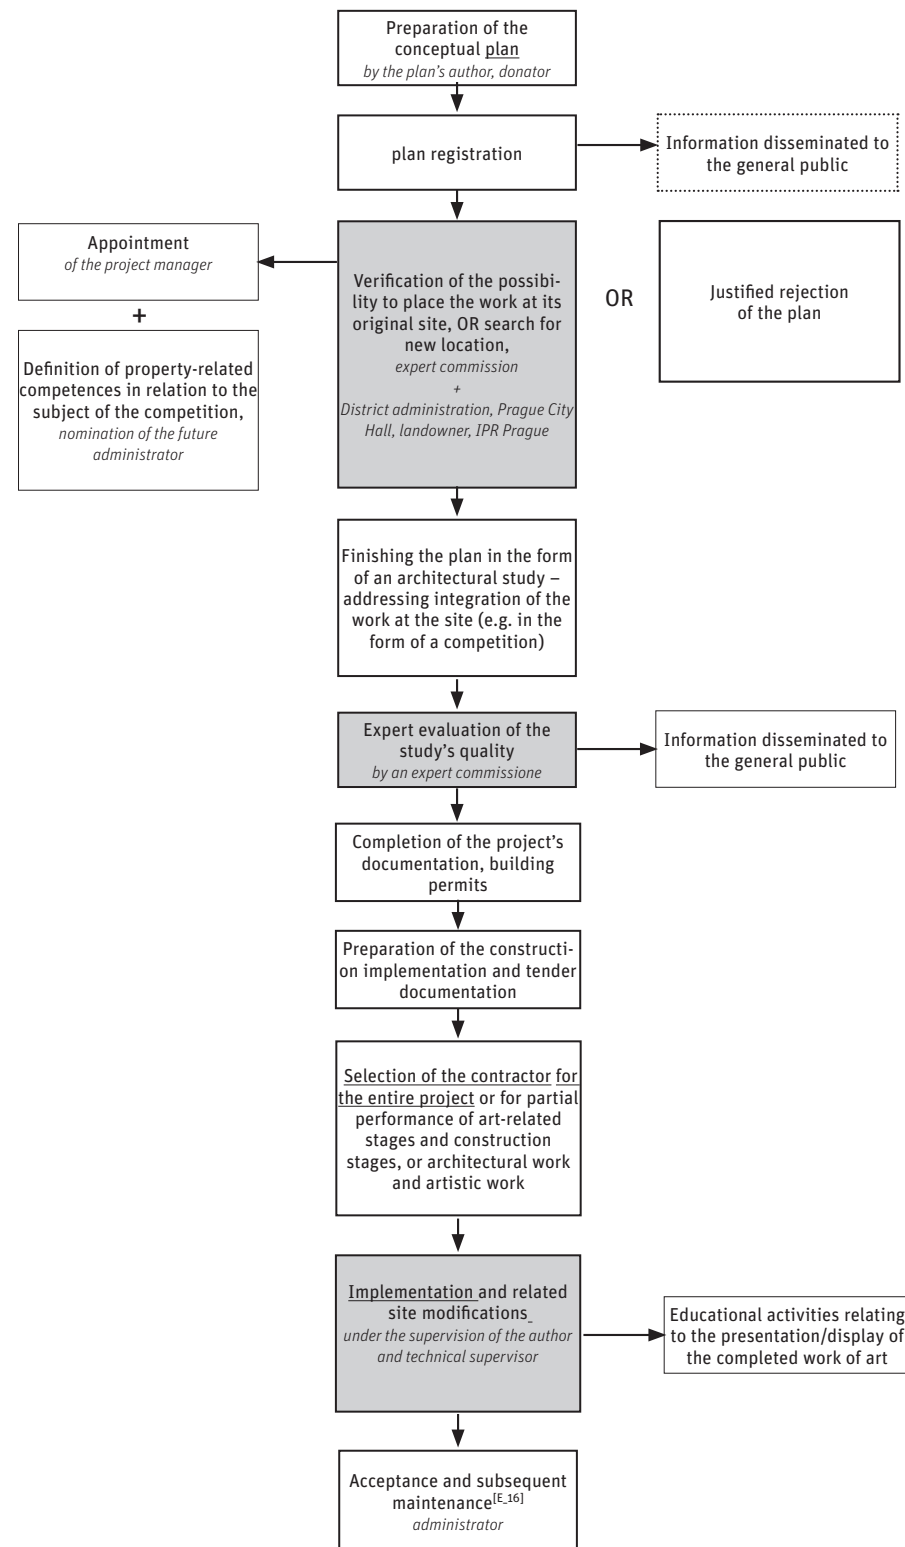 Preparation of the
conceptual plan
by the plan's author, donator
plan registration
Information disseminated to
the general public
Appointment
of the project manager
+
Definition of property-related
competences in relation to the
subject of the competition,
nomination of the future
administrator
Verification of the possibi-
lity to place the work at its
original site, OR search for
new location,
expert commission
+
District administration, Prague City
Hall, landowner, IPR Prague
OR
Justified rejection
of the plan
Finishing the plan in the form
of an architectural study –
addressing integration of the
work at the site (e.g. in the
form of a competition)
Expert evaluation of the
study's quality
by an expert commissione
Information disseminated to
the general public
Completion of the project's
documentation, building
permits
Preparation of the constructi-
on implementation and tender
documentation
Selection of the contractor for
the entire project or for partial
performance of art-related
stages and construction
stages, or architectural work
and artistic work
Implementation and related
site modifications_
under the supervision of the author
and technical supervisor
Educational activities relating
to the presentation/display of
the completed work of art
Acceptance and subsequent
maintenance[E_16]
administrator